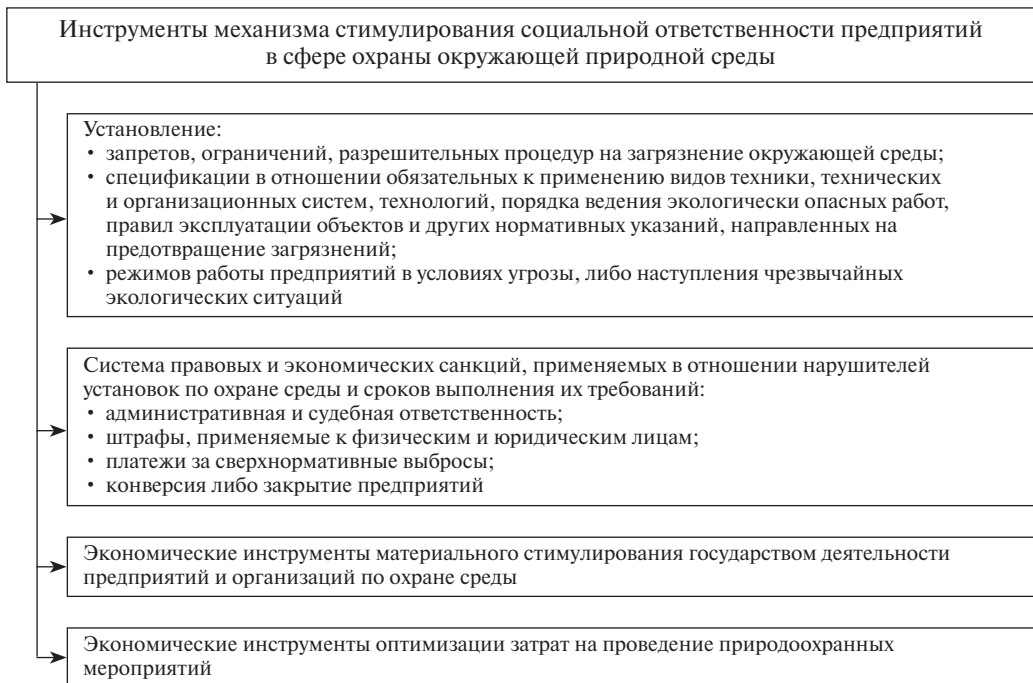 Инструменты механизма стимулирования социальной ответственности предприятий
в сфере охраны окружающей природной среды
Установление:
• запретов, ограничений, разрешительных процедур на загрязнение окружающей среды;
• спецификации в отношении обязательных к применению видов техники, технических
и организационных систем, технологий, порядка ведения экологически опасных работ,
правил эксплуатации объектов и других нормативных указаний, направленных на
предотвращение загрязнений;
• режимов работы предприятий в условиях угрозы, либо наступления чрезвычайных
экологических ситуаций
Система правовых и экономических санкций, применяемых в отношении нарушителей
установок по охране среды и сроков выполнения их требований:
• административная и судебная ответственность;
• штрафы, применяемые к физическим и юридическим лицам;
• платежи за сверхнормативные выбросы;
• конверсия либо закрытие предприятий
Экономические инструменты материального стимулирования государством деятельности
предприятий и организаций по охране среды
Экономические инструменты оптимизации затрат на проведение природоохранных
мероприятий